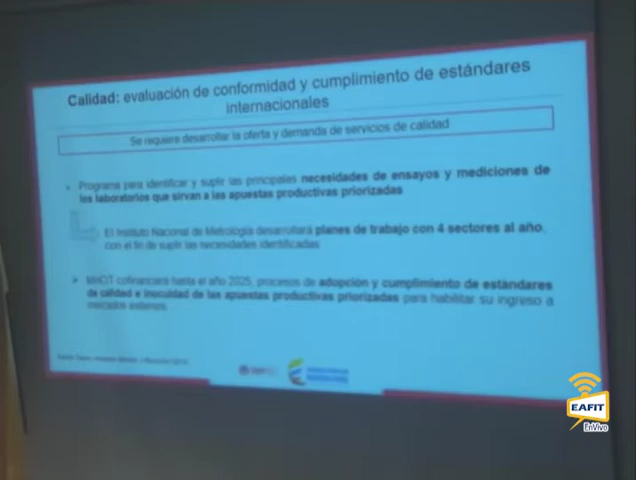 Calidad: evaluación de conformidad y cumplimiento de estándares
internacionales
Se requiere desarrollar la oferta y demanda de servicios de calidad
Programa para identificar y suplir las principales necesidades de ensayos y mediciones de
los laboratorios que sirvan a las apuestas productivas priorizadas
El Instituto Nacional de Metrología desarrollará planes de trabajo con 4 sectores al año,
con el fin de suplir las necesidades identificadas
cofinanciará hasta el año 2025, procesos de adopción y cumplimiento de estándares
de calidad e inocuidad de las apuestas productivas priorizadas para habilitar su ingreso a
mercados externos
EAFIT
EnVivo